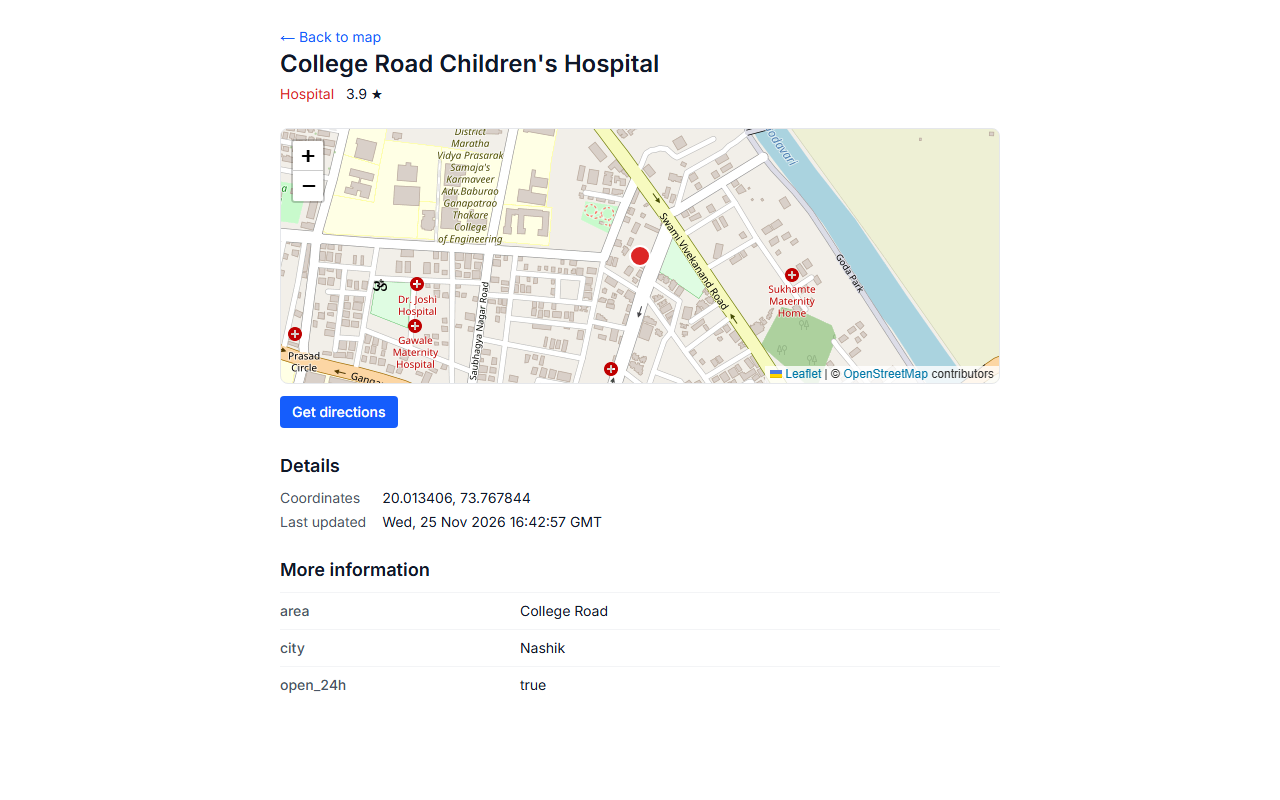 ← Back to map
College Road Children's Hospital
Hospital 3.9 ★
+
−
District
Maratha
Vidya Prasarak
Samaja's
Karmaveer
Adv.Baburao
Ganapatroo
Thakare
College
of Engineering
Swami Vivekanand Road
Goda Park
Sukhamte
Maternity
Home
ॐ
Dr. Joshi
Hospital
Gawale
Maternity
Hospital
Saubhagya Nagar Road
Prasad
Circle
Leaflet | © OpenStreetMap contributors
Get directions
Details
Coordinates 20.013406, 73.767844
Last updated Wed, 25 Nov 2026 16:42:57 GMT
More information
area College Road
city Nashik
open_24h true